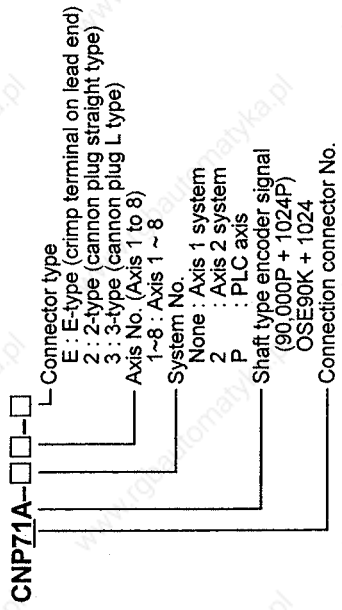 CNP71A-□□-□
Connector type
E : E-type (crimp terminal on lead end)
2 : 2-type (cannon plug straight type)
3 : 3-type (cannon plug L type)
Axis No. (Axis 1 to 8)
1~8 : Axis 1 ~ 8
System No.
None : Axis 1 system
2 : Axis 2 system
P : PLC axis
Shaft type encoder signal
(90,000P + 1024P)
OSE90K + 1024
Connection connector No.
www.rgbautomatyka.pl